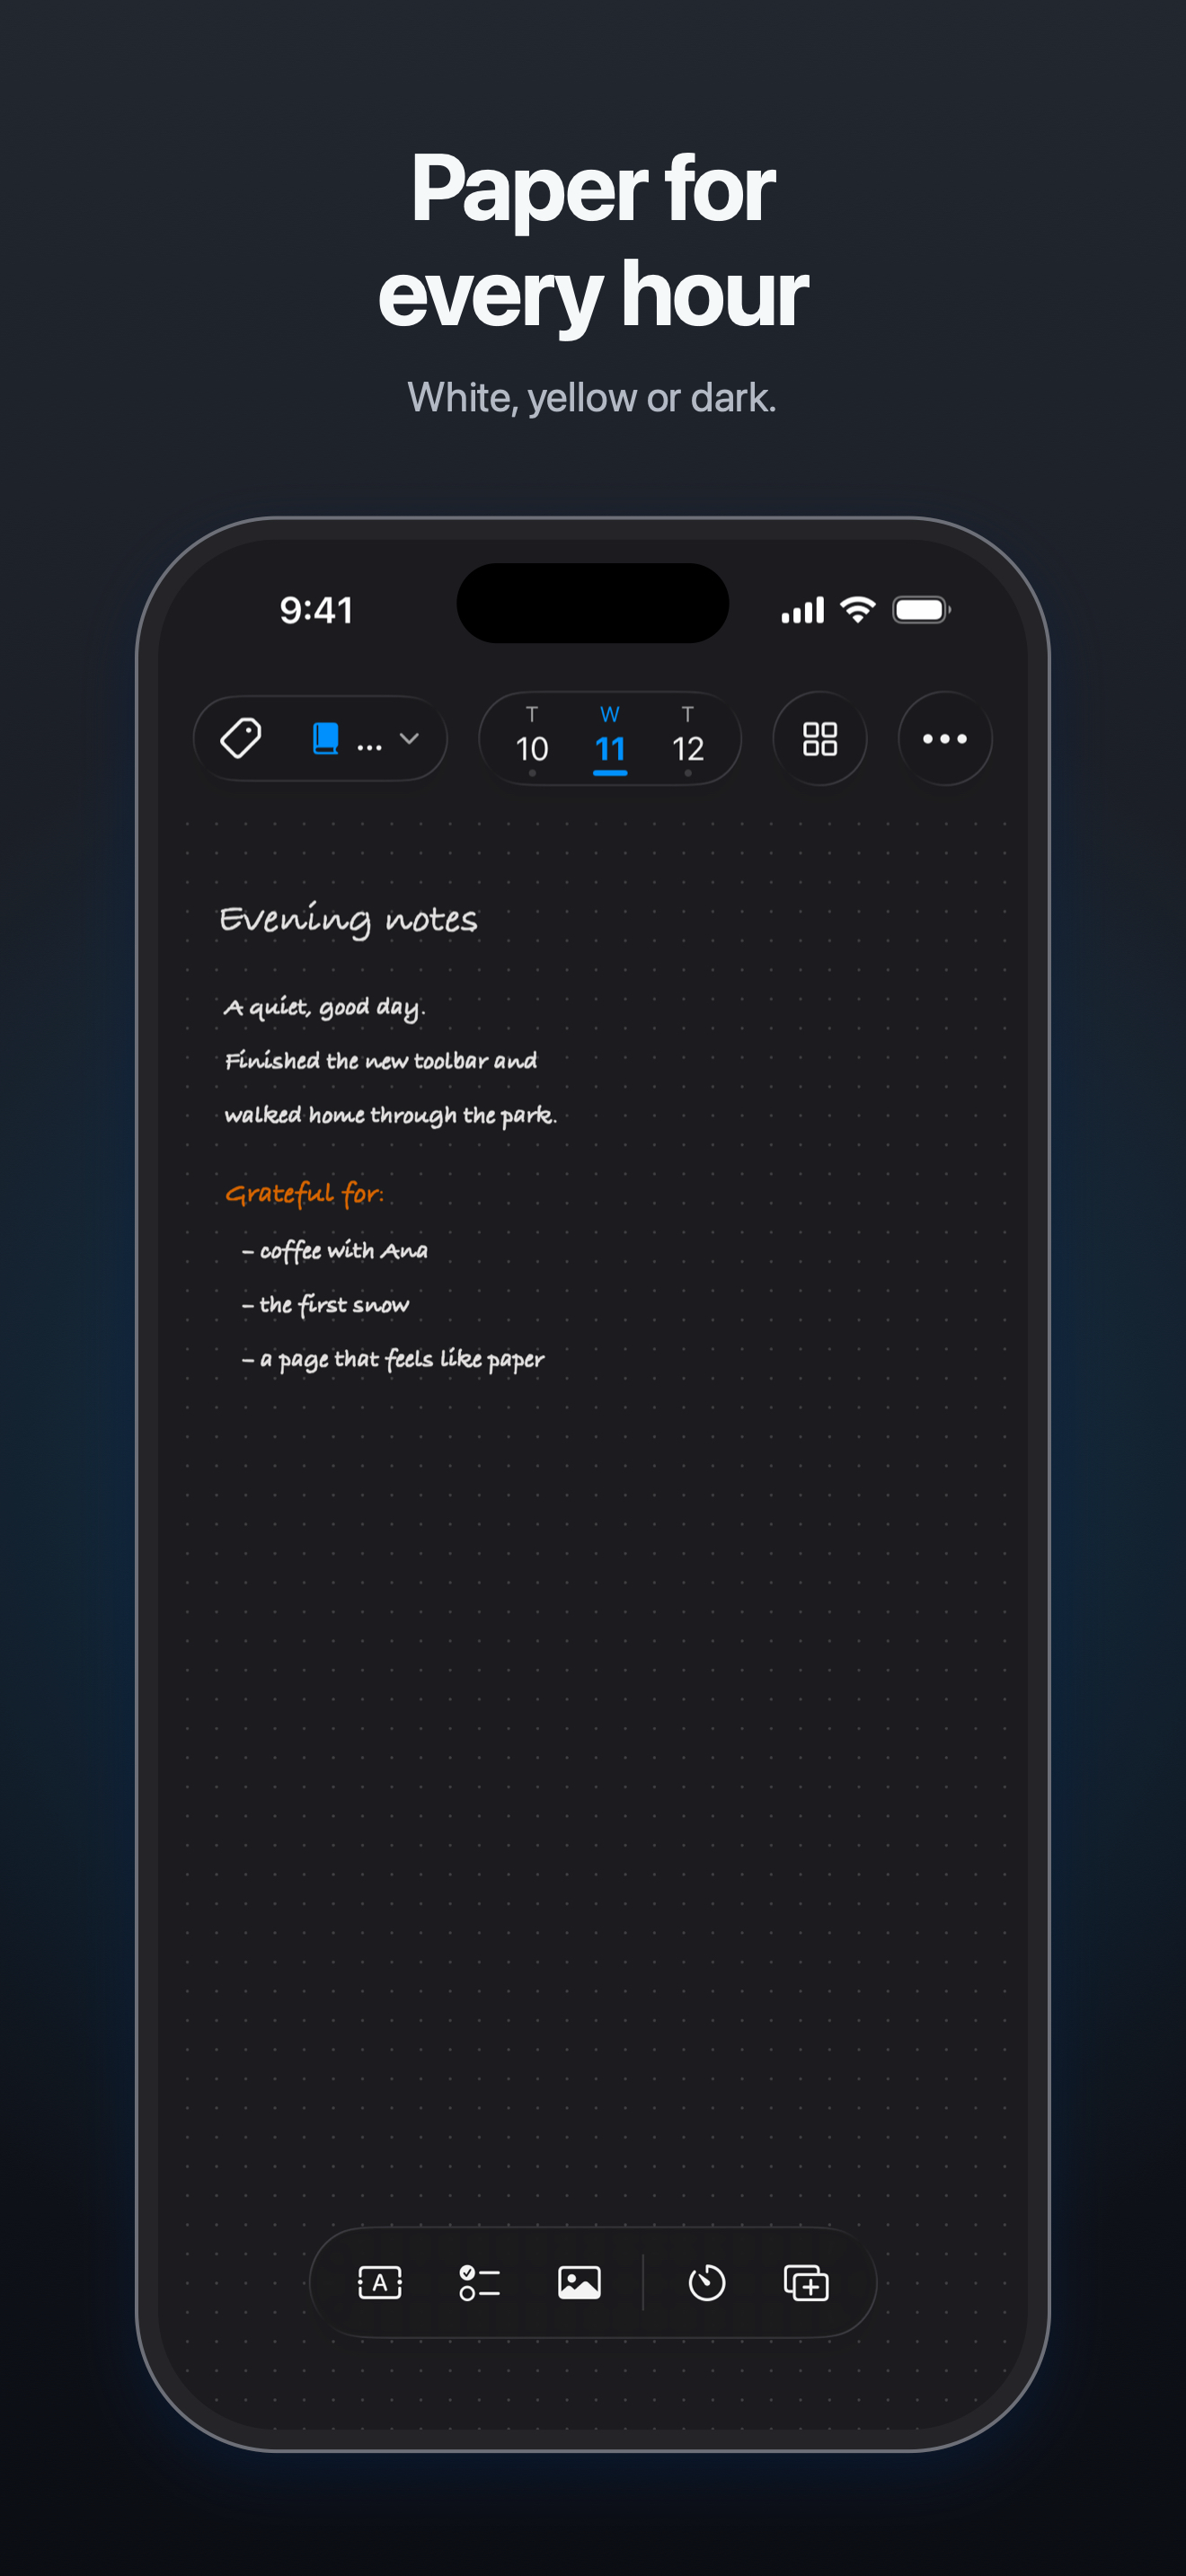 Paper for
every hour
White, yellow or dark.
9:41
... T W T
10 11 12
Evening notes
A quiet, good day.
Finished the new toolbar and
walked home through the park.
Grateful for:
– coffee with Ana
– the first snow
– a page that feels like paper
A